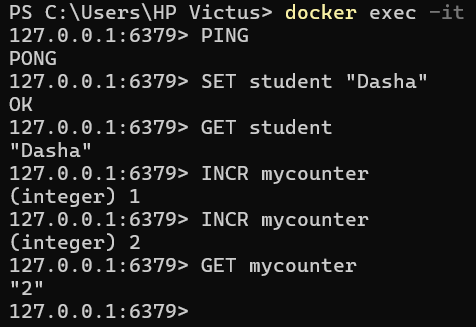 PS C:\Users\HP Victus> docker exec -it
127.0.0.1:6379> PING
PONG
127.0.0.1:6379> SET student "Dasha"
OK
127.0.0.1:6379> GET student
"Dasha"
127.0.0.1:6379> INCR mycounter
(integer) 1
127.0.0.1:6379> INCR mycounter
(integer) 2
127.0.0.1:6379> GET mycounter
"2"
127.0.0.1:6379>